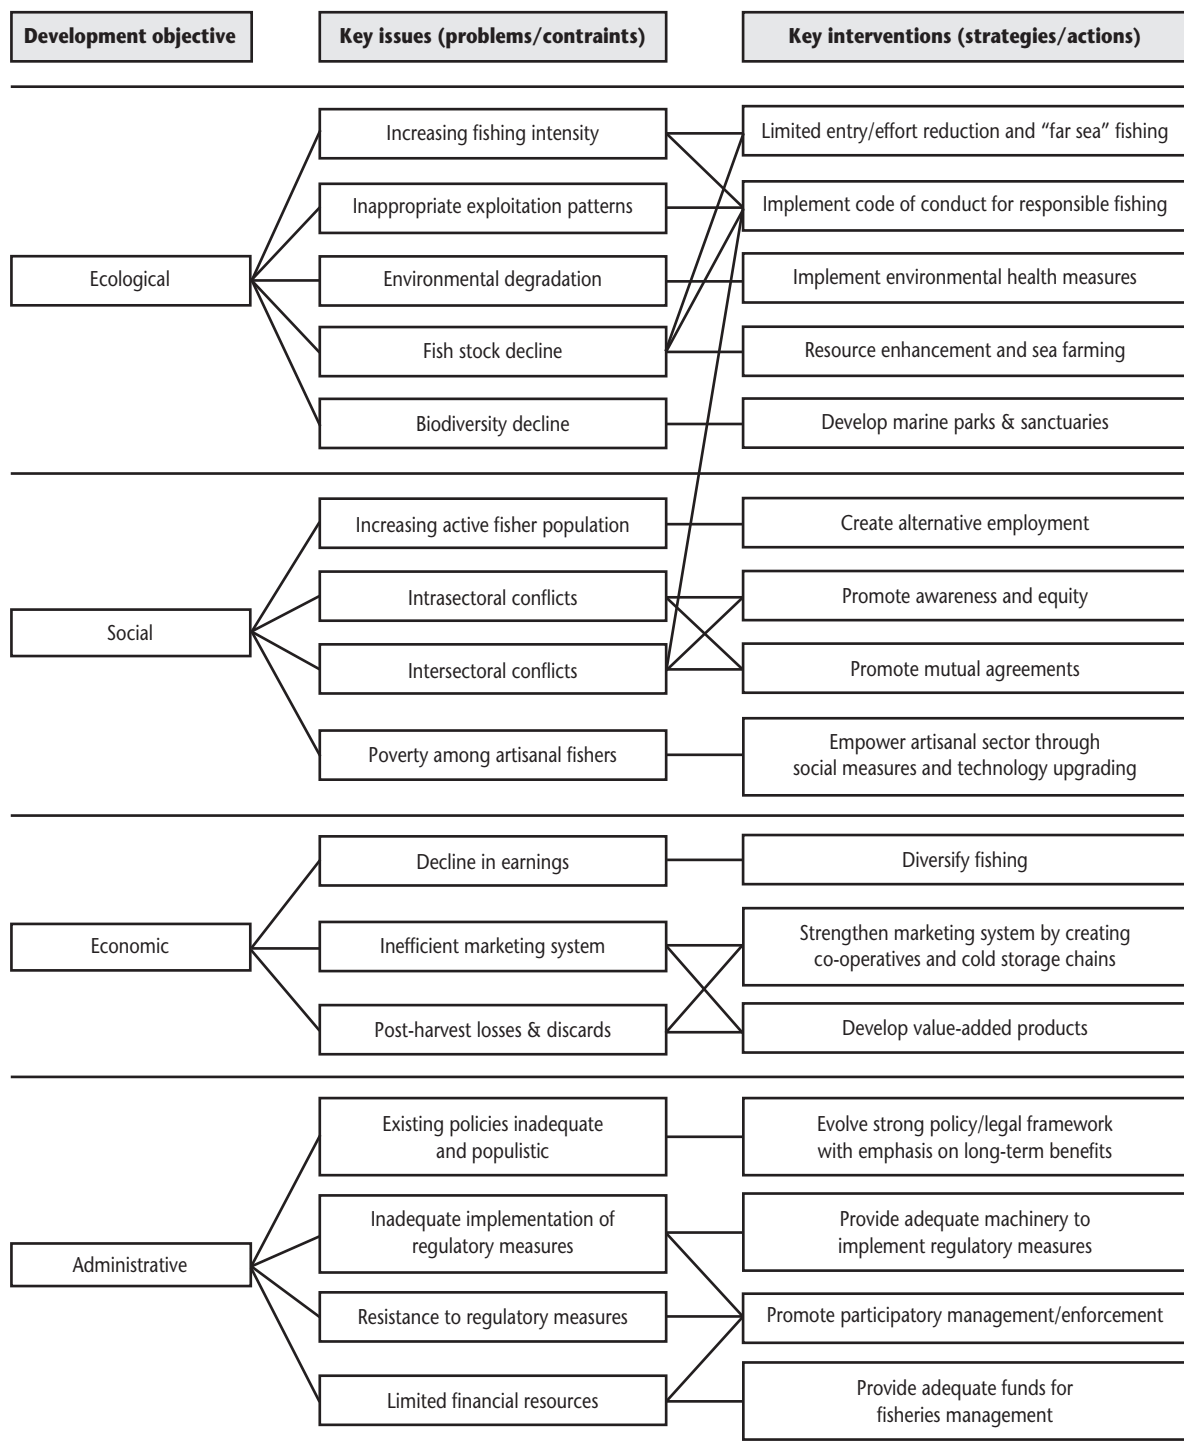 Development objective
Key issues (problems/contraints)
Key interventions (strategies/actions)
Ecological
Increasing fishing intensity
Inappropriate exploitation patterns
Environmental degradation
Fish stock decline
Biodiversity decline
Limited entry/effort reduction and “far sea” fishing
Implement code of conduct for responsible fishing
Implement environmental health measures
Resource enhancement and sea farming
Develop marine parks & sanctuaries
Social
Increasing active fisher population
Intrasectoral conflicts
Intersectoral conflicts
Poverty among artisanal fishers
Create alternative employment
Promote awareness and equity
Promote mutual agreements
Empower artisanal sector through
social measures and technology upgrading
Economic
Decline in earnings
Inefficient marketing system
Post-harvest losses & discards
Diversify fishing
Strengthen marketing system by creating
co-operatives and cold storage chains
Develop value-added products
Administrative
Existing policies inadequate
and populistic
Inadequate implementation of
regulatory measures
Resistance to regulatory measures
Limited financial resources
Evolve strong policy/legal framework
with emphasis on long-term benefits
Provide adequate machinery to
implement regulatory measures
Promote participatory management/enforcement
Provide adequate funds for
fisheries management